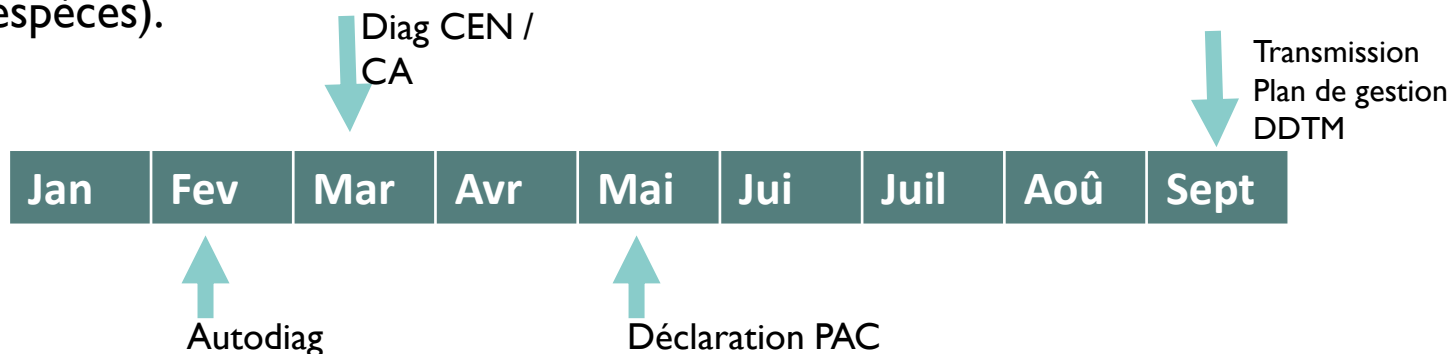 espèces).
Diag CEN /
CA
Transmission
Plan de gestion
DDTM
Jan Fev Mar Avr Mai Jui Juil Aoû Sept
Autodiag
Déclaration PAC